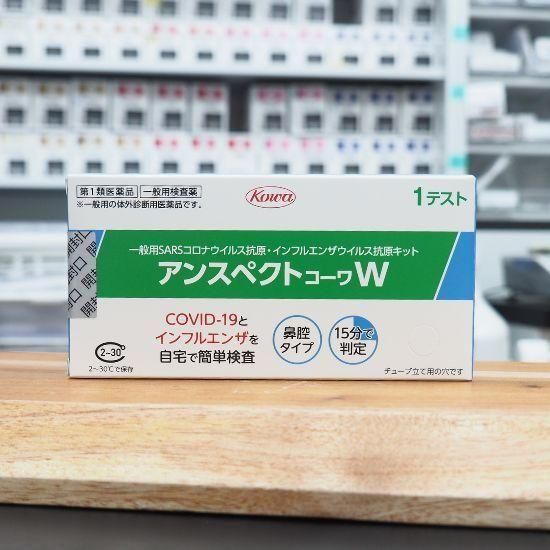 第1類医薬品 一般用検査薬
※一般用の体外診断用医薬品です。
Kowa
1テスト
一般用SARSコロナウイルス抗原・インフルエンザウイルス抗原キット
アンスペクトコーワW
開封口
開封
COVID-19と
インフルエンザを
自宅で簡単検査
鼻腔
タイプ
15分で
判定
2~30°
2~30℃で保存
チューブ立て用の穴です